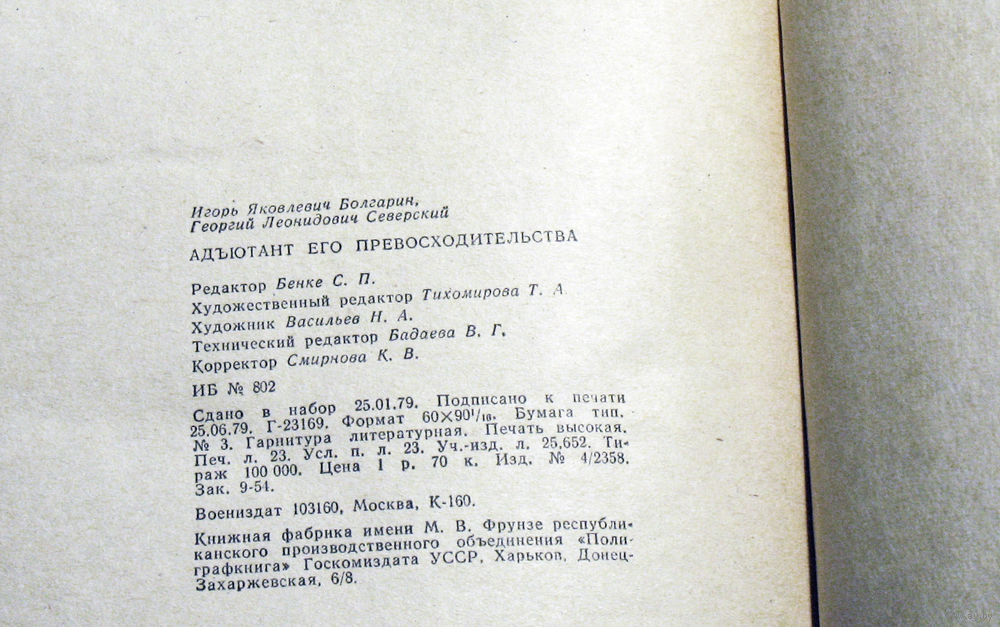 Игорь Яковлевич Болгарин,
Георгий Леонидович Северский
АДЪЮТАНТ ЕГО ПРЕВОСХОДИТЕЛЬСТВА
Редактор Бенке С. П.
Художественный редактор Тихомирова Т. А
Художник Васильев Н. А.
Технический редактор Бадаева В. Г.
Корректор Смирнова К. В.
ИБ № 802
Сдано в набор 25.01.79. Подписано к печати
25.06.79. Г-23169. Формат 60×90¹/₁₆. Бумага тип.
№ 3. Гарнитура литературная. Печать высокая.
Печ. л. 23. Усл. п. л. 23. Уч.-изд. л. 25,652. Ти-
раж 100 000. Цена 1 р. 70 к. Изд. № 4/2358.
Зак. 9-54.
Воениздат 103160, Москва, К-160.
Книжная фабрика имени М. В. Фрунзе республи-
канского производственного объединения «Поли-
графкнига» Госкомиздата УССР, Харьков, Донец-
Захаржевская, 6/8.